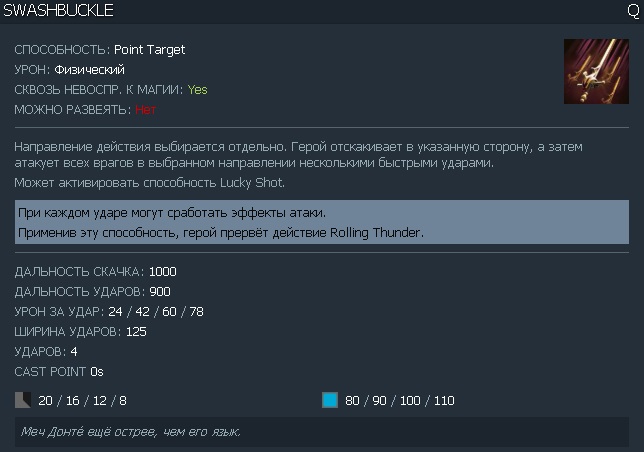 SWASHBUCKLE Q
СПОСОБНОСТЬ: Point Target
УРОН: Физический
СКВОЗЬ НЕВОСПР. К МАГИИ: Yes
МОЖНО РАЗВЕЯТЬ: Нет
Направление действия выбирается отдельно. Герой отскакивает в указанную сторону, а затем
атакует всех врагов в выбранном направлении несколькими быстрыми ударами.
Может активировать способность Lucky Shot.
При каждом ударе могут сработать эффекты атаки.
Применив эту способность, герой прервёт действие Rolling Thunder.
ДАЛЬНОСТЬ СКАЧКА: 1000
ДАЛЬНОСТЬ УДАРОВ: 900
УРОН ЗА УДАР: 24 / 42 / 60 / 78
ШИРИНА УДАРОВ: 125
УДАРОВ: 4
CAST POINT 0s
20 / 16 / 12 / 8 80 / 90 / 100 / 110
Меч Донте́ ещё острее, чем его язык.